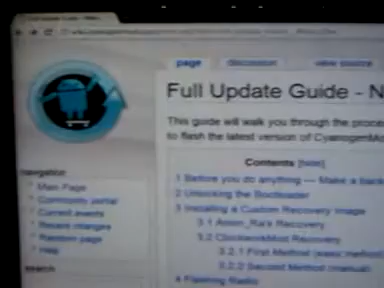 page discussion view source
Full Update Guide - N
This guide will walk you through the proce
to flash the latest version of CyanogenMo
Contents [hide]
1 Before you do anything — Make a back
2 Unlocking the Bootloader
3 Installing a Custom Recovery Image
3.1 Amon_Ra's Recovery
3.2 ClockworkMod Recovery
3.2.1 First Method
3.2.2 Second Method (manual)
4 Flashing Radio
navigation
Main Page
Community portal
Current events
Recent changes
Random page
Help
search